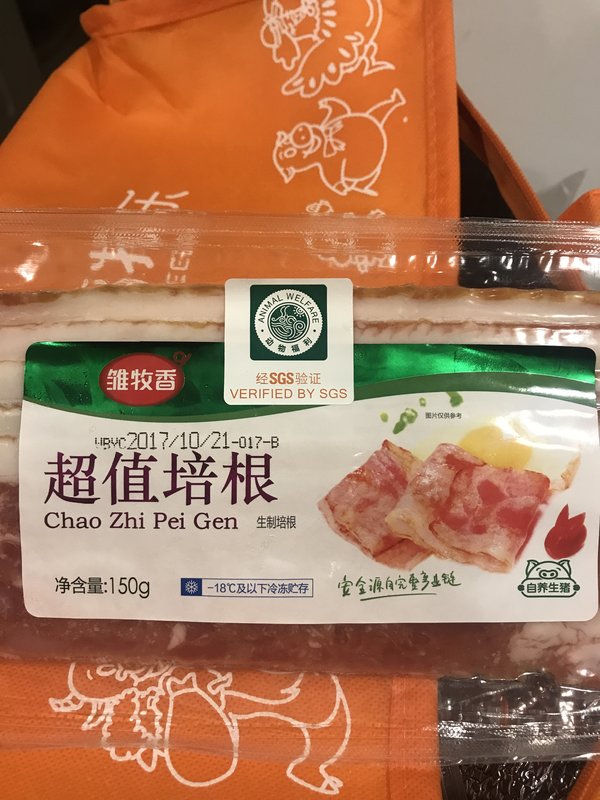 ANIMAL WELFARE
动物福利
经SGS验证
VERIFIED BY SGS
雏牧香
图片仅供参考
2017/10/21-017-B
超值培根
Chao Zhi Pei Gen
生制培根
净含量:150g
-18℃及以下冷冻贮存
安全源自完整产业链
自养生猪